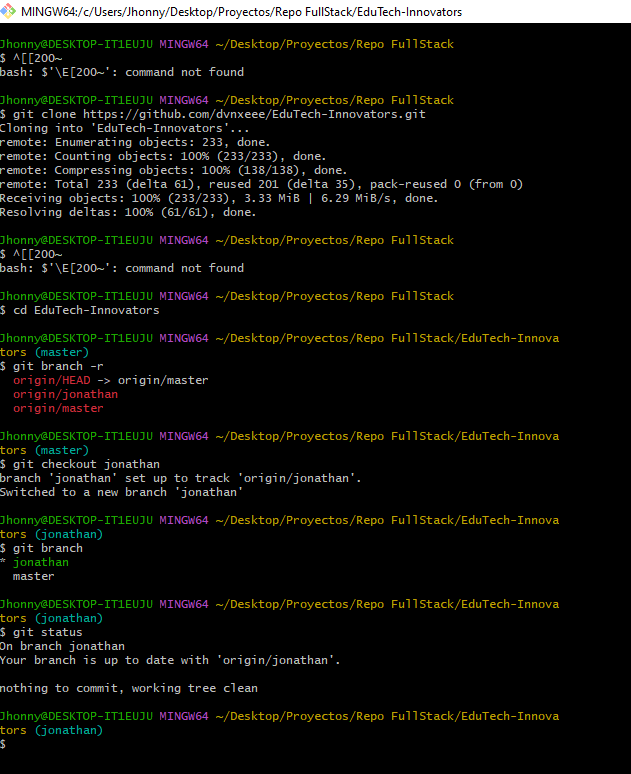 MINGW64:/c/Users/Jhonny/Desktop/Proyectos/Repo FullStack/EduTech-Innovators
Jhonny@DESKTOP-IT1EUJU MINGW64 ~/Desktop/Proyectos/Repo FullStack
$ ^[[200~
bash: $'\E[200~': command not found
Jhonny@DESKTOP-IT1EUJU MINGW64 ~/Desktop/Proyectos/Repo FullStack
$ git clone https://github.com/dvnxeee/EduTech-Innovators.git
Cloning into 'EduTech-Innovators'...
remote: Enumerating objects: 233, done.
remote: Counting objects: 100% (233/233), done.
remote: Compressing objects: 100% (138/138), done.
remote: Total 233 (delta 61), reused 201 (delta 35), pack-reused 0 (from 0)
Receiving objects: 100% (233/233), 3.33 MiB | 6.29 MiB/s, done.
Resolving deltas: 100% (61/61), done.
Jhonny@DESKTOP-IT1EUJU MINGW64 ~/Desktop/Proyectos/Repo FullStack
$ ^[[200~
bash: $'\E[200~': command not found
Jhonny@DESKTOP-IT1EUJU MINGW64 ~/Desktop/Proyectos/Repo FullStack
$ cd EduTech-Innovators
Jhonny@DESKTOP-IT1EUJU MINGW64 ~/Desktop/Proyectos/Repo FullStack/EduTech-Innova
tors (master)
$ git branch -r
  origin/HEAD -> origin/master
  origin/jonathan
  origin/master
Jhonny@DESKTOP-IT1EUJU MINGW64 ~/Desktop/Proyectos/Repo FullStack/EduTech-Innova
tors (master)
$ git checkout jonathan
branch 'jonathan' set up to track 'origin/jonathan'.
Switched to a new branch 'jonathan'
Jhonny@DESKTOP-IT1EUJU MINGW64 ~/Desktop/Proyectos/Repo FullStack/EduTech-Innova
tors (jonathan)
$ git branch
* jonathan
  master
Jhonny@DESKTOP-IT1EUJU MINGW64 ~/Desktop/Proyectos/Repo FullStack/EduTech-Innova
tors (jonathan)
$ git status
On branch jonathan
Your branch is up to date with 'origin/jonathan'.
nothing to commit, working tree clean
Jhonny@DESKTOP-IT1EUJU MINGW64 ~/Desktop/Proyectos/Repo FullStack/EduTech-Innova
tors (jonathan)
$